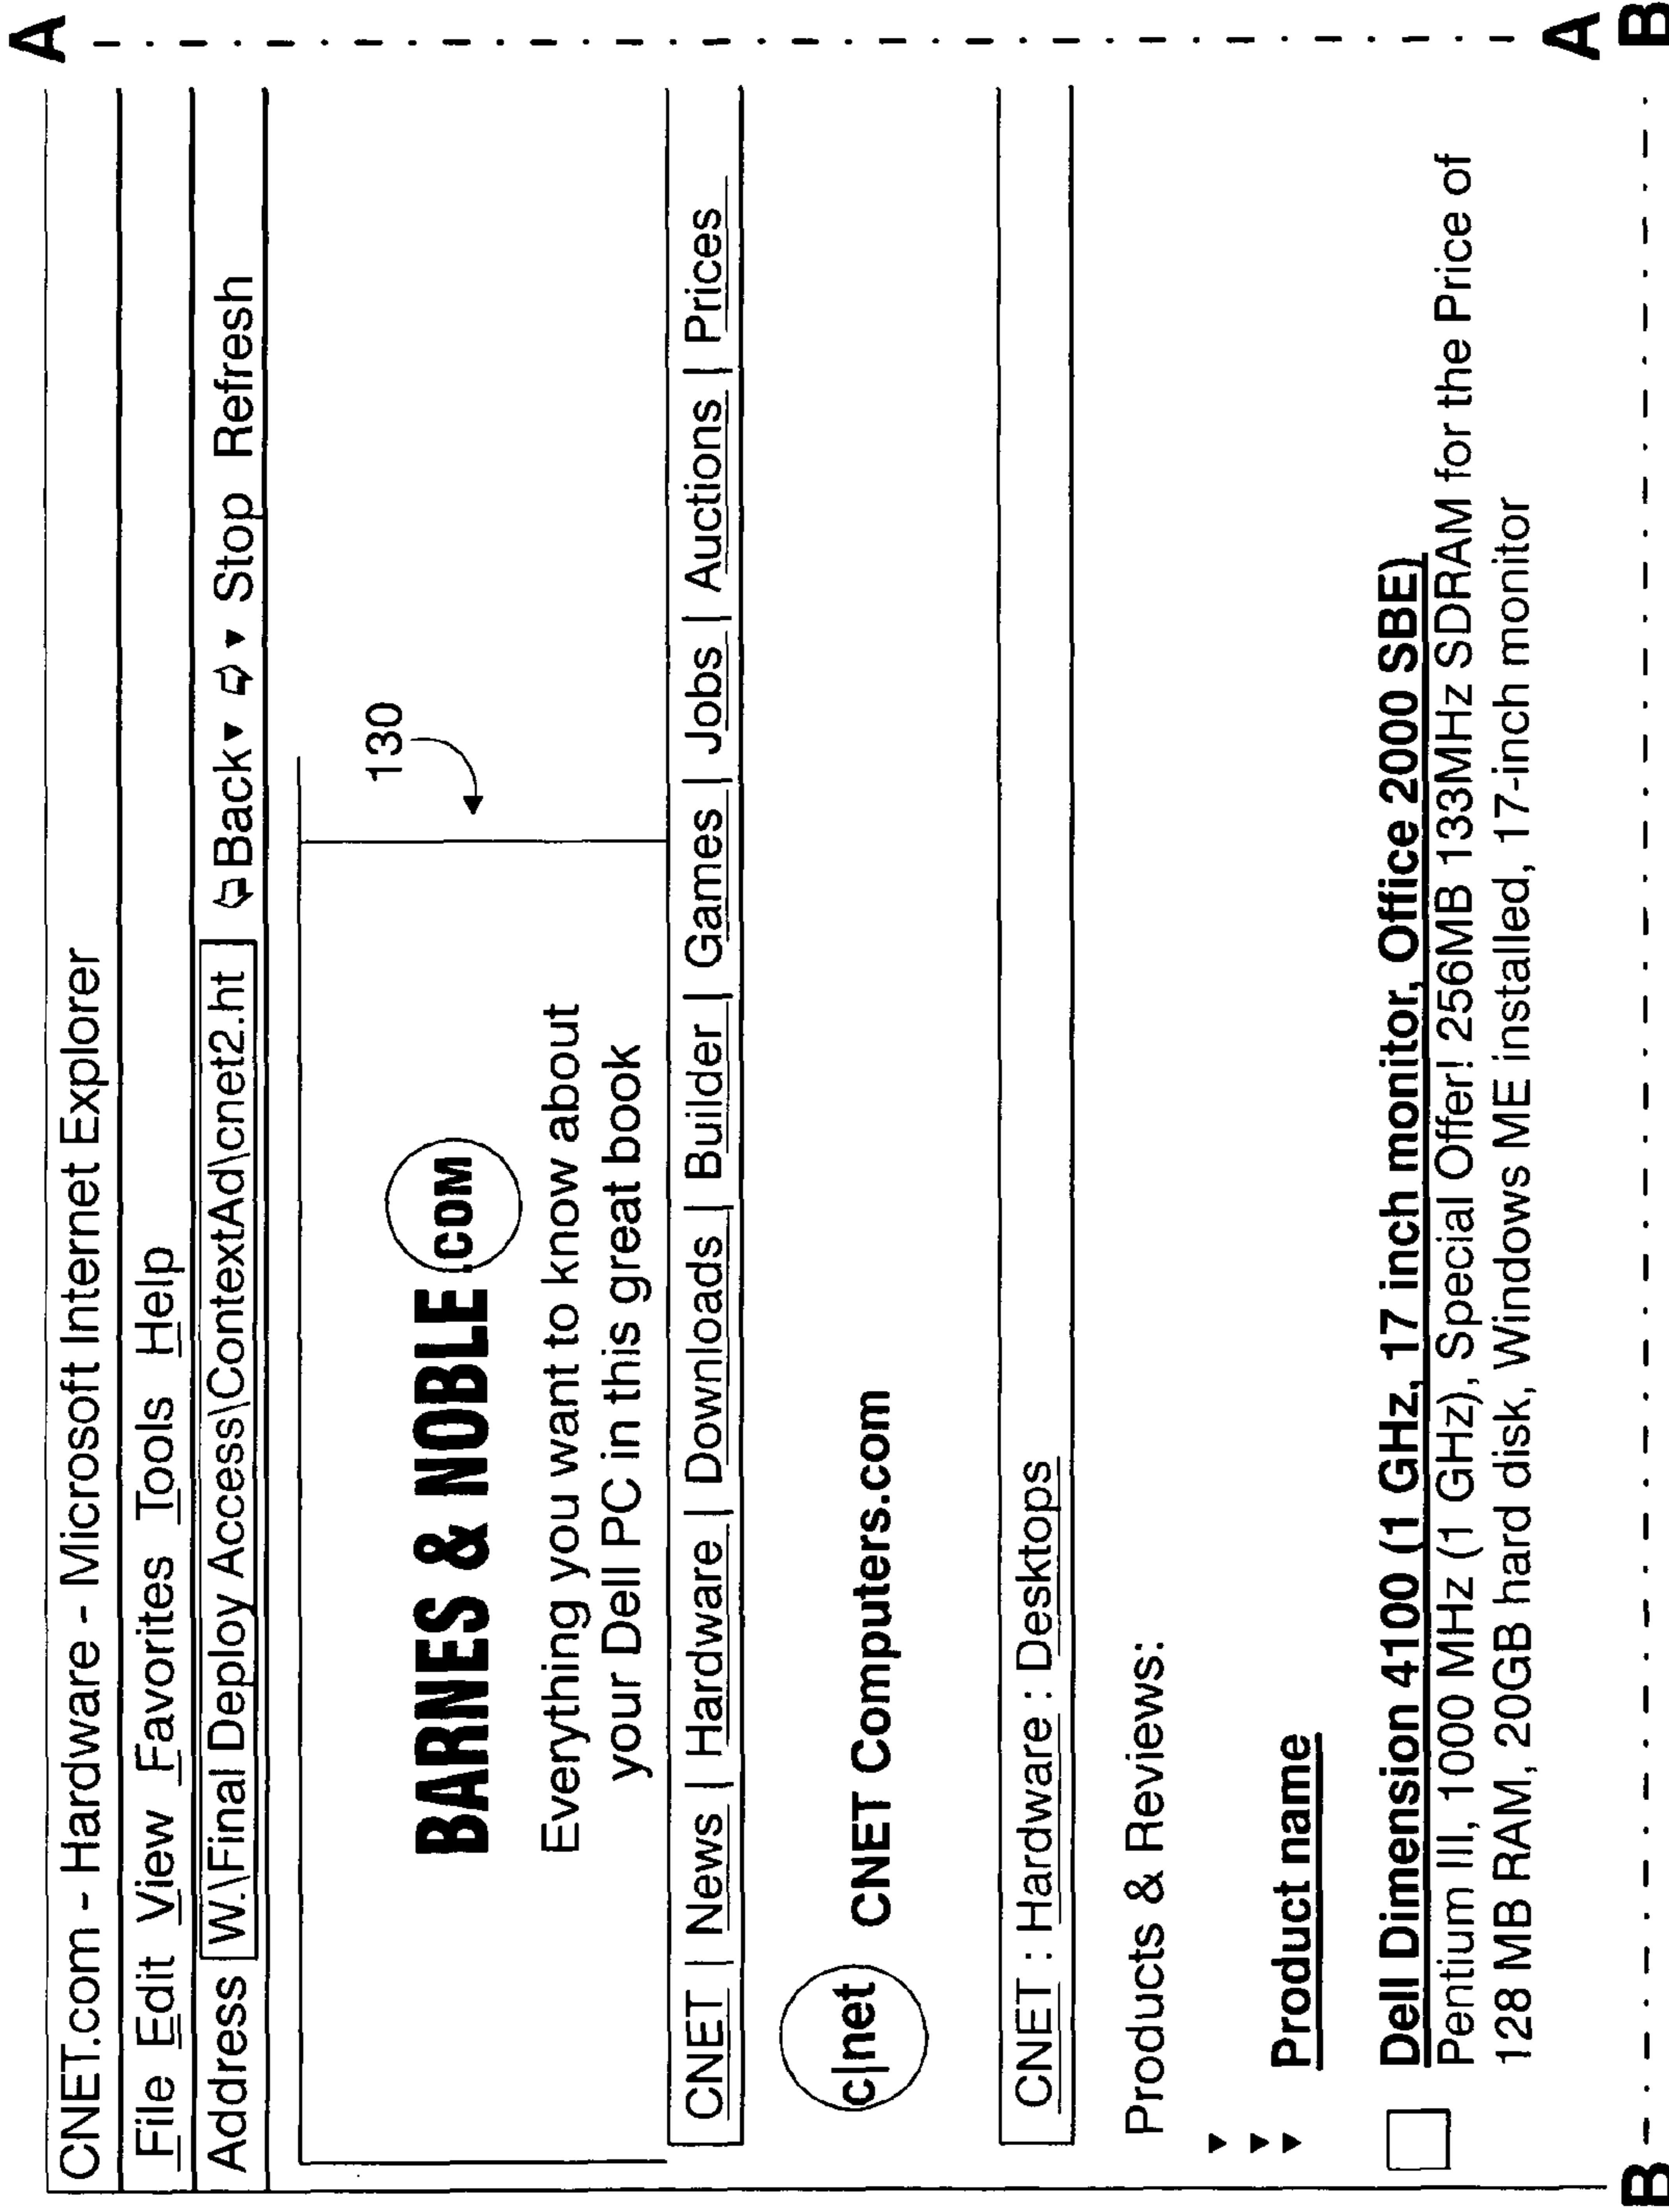 A
CNET.com - Hardware - Microsoft Internet Explorer
File Edit View Favorites Tools Help
Address W.\Final Deploy Access\ContextAd\cnet2.ht Back Stop Refresh
130
BARNES & NOBLE .COM
Everything you want to know about
your Dell PC in this great book
CNET | News | Hardware | Downloads | Builder | Games | Jobs | Auctions | Prices
c|net CNET Computers.com
CNET : Hardware : Desktops
Products & Reviews:
Product name
Dell Dimension 4100 (1 GHz, 17 inch monitor, Office 2000 SBE)
Pentium III, 1000 MHz (1 GHz), Special Offer! 256MB 133MHz SDRAM for the Price of
128 MB RAM, 20GB hard disk, Windows ME installed, 17-inch monitor
A
B B